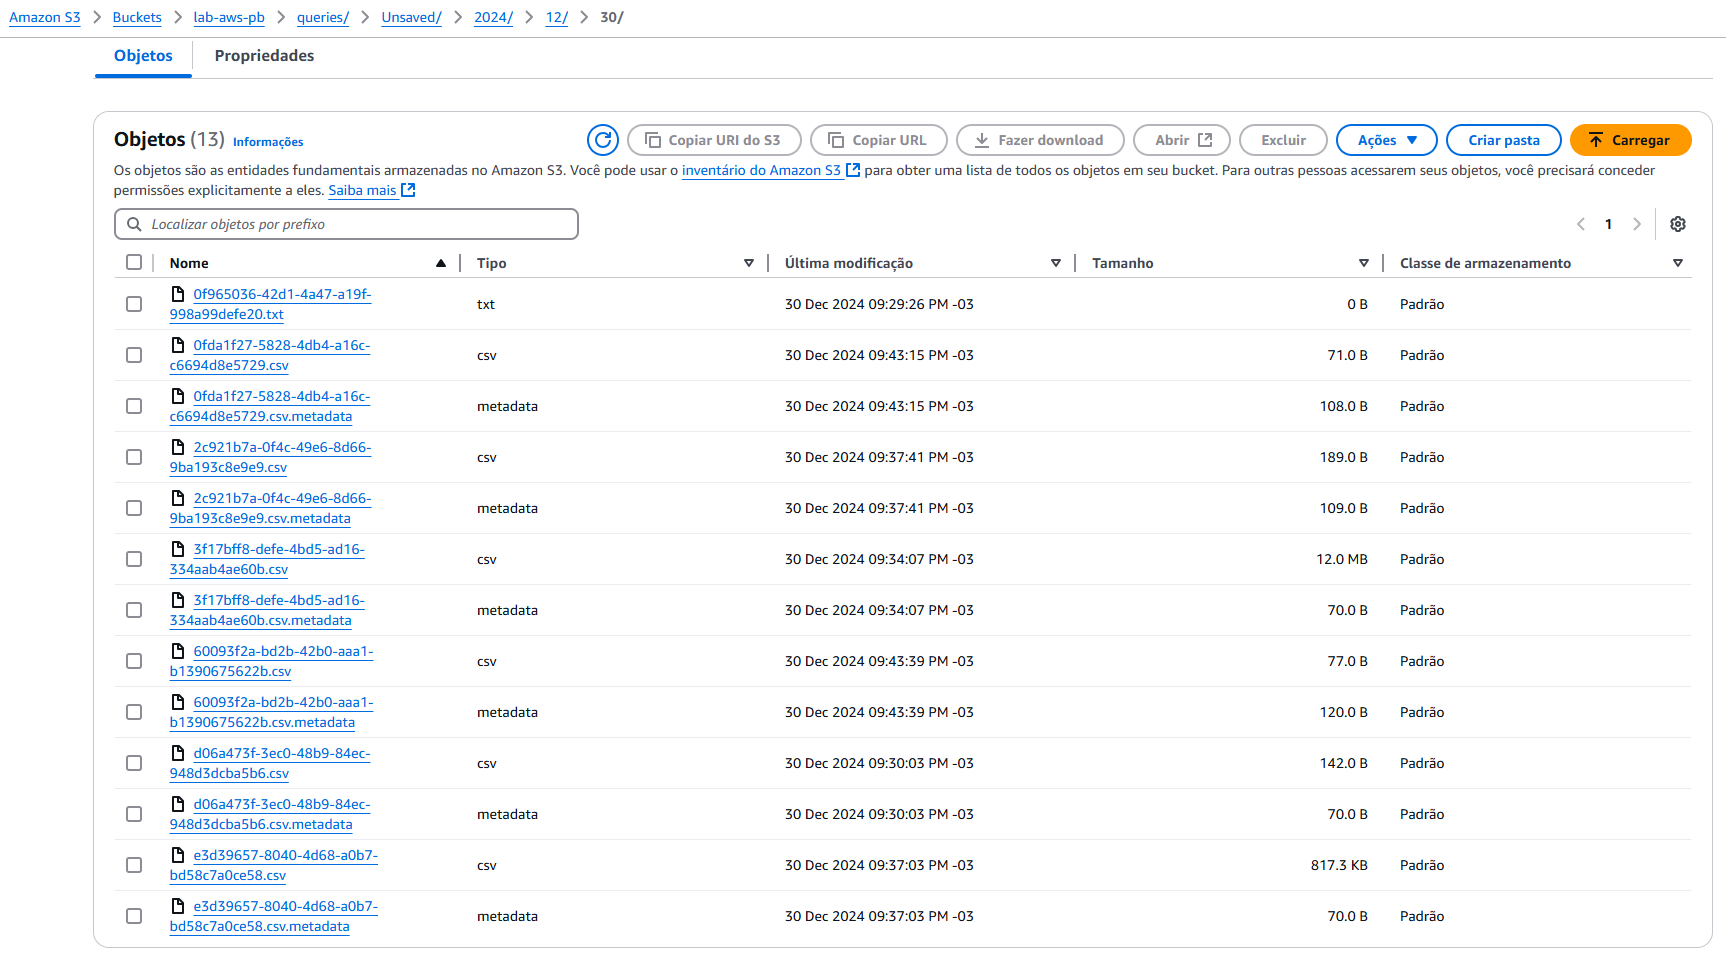 Amazon S3 > Buckets > lab-aws-pb > queries/ > Unsaved/ > 2024/ > 12/ > 30/
Objetos Propriedades
Objetos (13) Informações Copiar URI do S3 Copiar URL Fazer download Abrir Excluir Ações Criar pasta Carregar
Os objetos são as entidades fundamentais armazenadas no Amazon S3. Você pode usar o inventário do Amazon S3 para obter uma lista de todos os objetos em seu bucket. Para outras pessoas acessarem seus objetos, você precisará conceder
permissões explicitamente a eles. Saiba mais
Localizar objetos por prefixo 1
Nome Tipo Última modificação Tamanho Classe de armazenamento
0f965036-42d1-4a47-a19f-
998a99defe20.txt txt 30 Dec 2024 09:29:26 PM -03 0 B Padrão
0fda1f27-5828-4db4-a16c-
c6694d8e5729.csv csv 30 Dec 2024 09:43:15 PM -03 71.0 B Padrão
0fda1f27-5828-4db4-a16c-
c6694d8e5729.csv.metadata metadata 30 Dec 2024 09:43:15 PM -03 108.0 B Padrão
2c921b7a-0f4c-49e6-8d66-
9ba193c8e9e9.csv csv 30 Dec 2024 09:37:41 PM -03 189.0 B Padrão
2c921b7a-0f4c-49e6-8d66-
9ba193c8e9e9.csv.metadata metadata 30 Dec 2024 09:37:41 PM -03 109.0 B Padrão
3f17bff8-defe-4bd5-ad16-
334aab4ae60b.csv csv 30 Dec 2024 09:34:07 PM -03 12.0 MB Padrão
3f17bff8-defe-4bd5-ad16-
334aab4ae60b.csv.metadata metadata 30 Dec 2024 09:34:07 PM -03 70.0 B Padrão
60093f2a-bd2b-42b0-aaa1-
b1390675622b.csv csv 30 Dec 2024 09:43:39 PM -03 77.0 B Padrão
60093f2a-bd2b-42b0-aaa1-
b1390675622b.csv.metadata metadata 30 Dec 2024 09:43:39 PM -03 120.0 B Padrão
d06a473f-3ec0-48b9-84ec-
948d3dcba5b6.csv csv 30 Dec 2024 09:30:03 PM -03 142.0 B Padrão
d06a473f-3ec0-48b9-84ec-
948d3dcba5b6.csv.metadata metadata 30 Dec 2024 09:30:03 PM -03 70.0 B Padrão
e3d39657-8040-4d68-a0b7-
bd58c7a0ce58.csv csv 30 Dec 2024 09:37:03 PM -03 817.3 KB Padrão
e3d39657-8040-4d68-a0b7-
bd58c7a0ce58.csv.metadata metadata 30 Dec 2024 09:37:03 PM -03 70.0 B Padrão